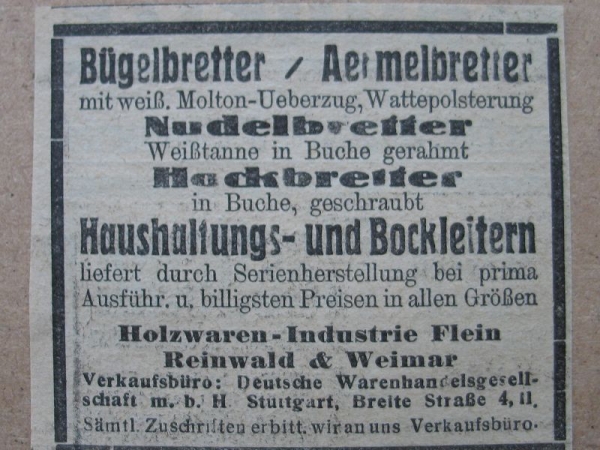 Bügelbretter / Aermelbretter
mit weiß. Molton-Ueberzug, Wattepolsterung
Nudelbretter
Weißtanne in Buche gerahmt
Hackbretter
in Buche, geschraubt
Haushaltungs- und Bockleitern
liefert durch Serienherstellung bei prima
Ausführ. u. billigsten Preisen in allen Größen
Holzwaren-Industrie Flein
Reinwald & Weimar
Verkaufsbüro: Deutsche Warenhandelsgesell-
schaft m. b. H. Stuttgart, Breite Straße 4, II.
Sämtl. Zuschriften erbitt. wir an uns. Verkaufsbüro.